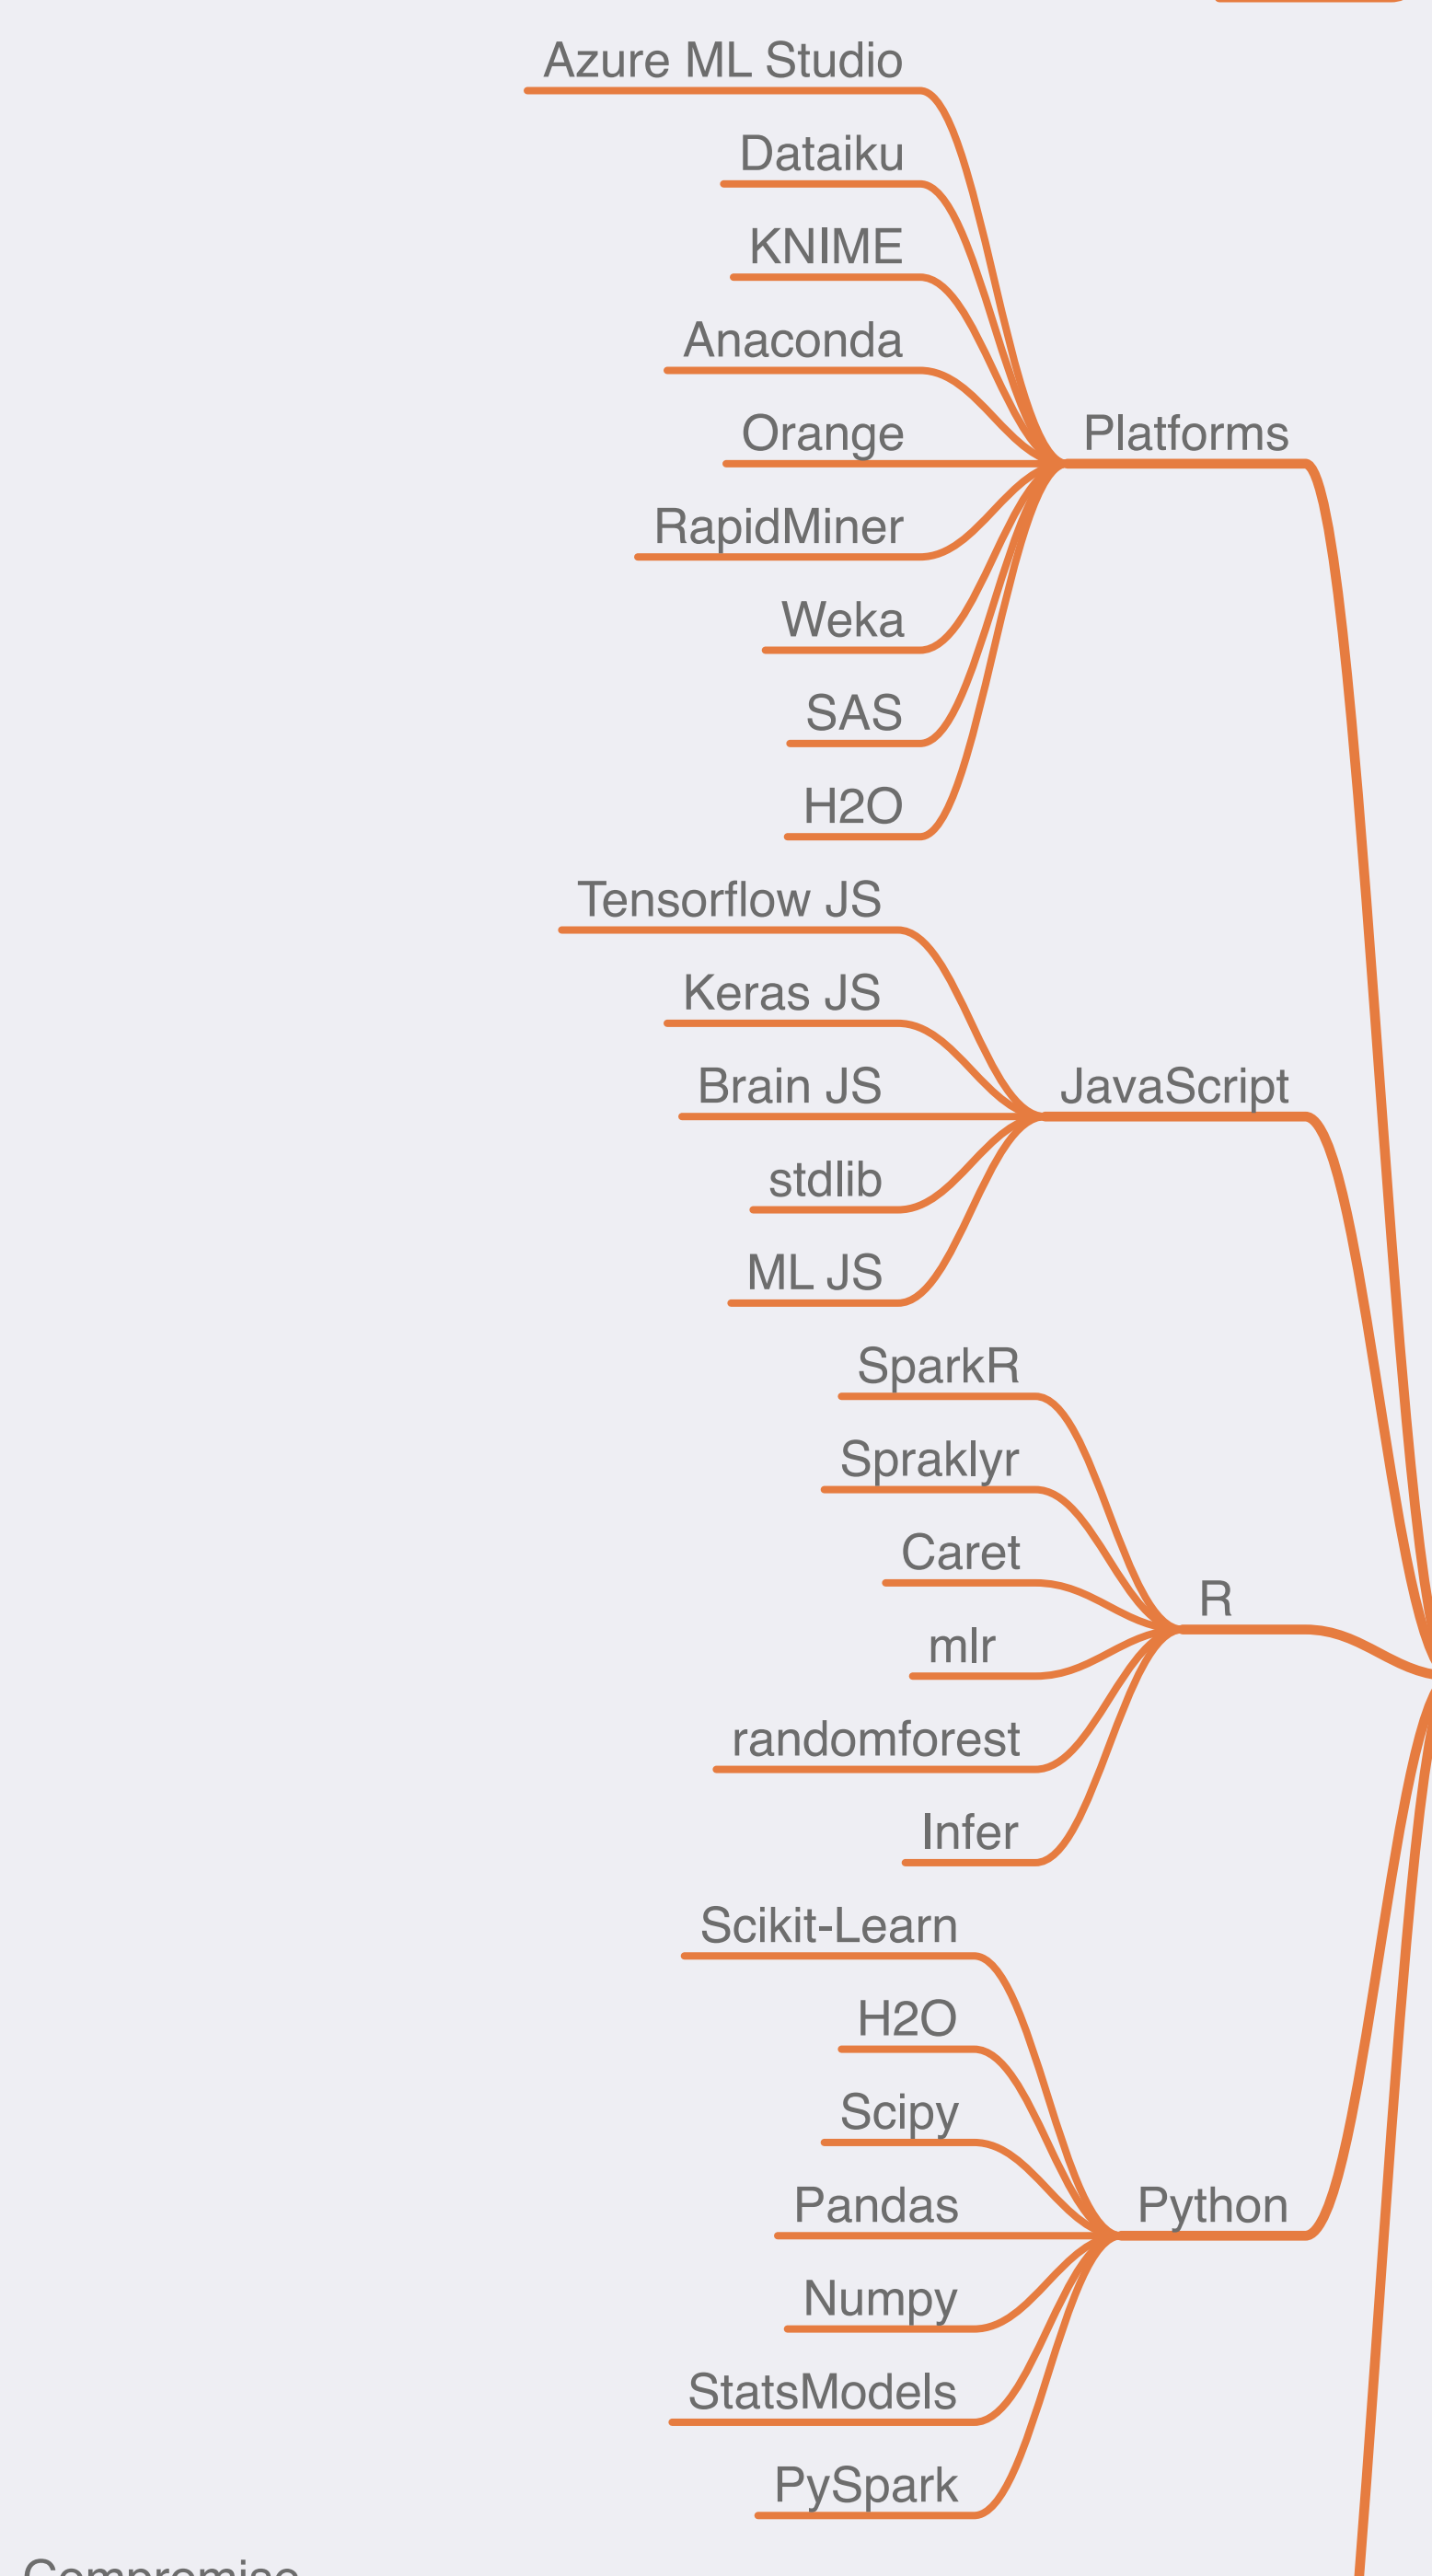 Azure ML Studio
Dataiku
KNIME
Anaconda
Orange
Platforms
RapidMiner
Weka
SAS
H2O
Tensorflow JS
Keras JS
Brain JS
JavaScript
stdlib
ML JS
SparkR
Spraklyr
Caret
R
mlr
randomforest
Infer
Scikit-Learn
H2O
Scipy
Pandas
Python
Numpy
StatsModels
PySpark
Compromise